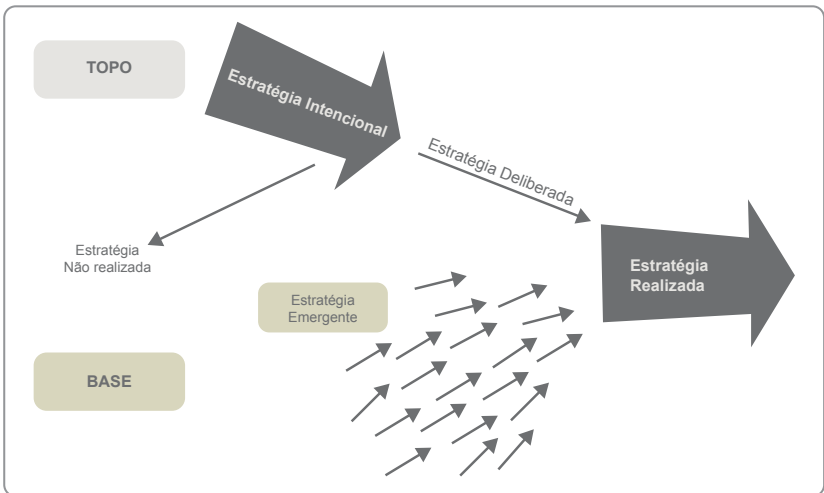 TOPO
Estratégia Intencional
Estratégia Deliberada
Estratégia
Não realizada
Estratégia
Realizada
Estratégia
Emergente
BASE